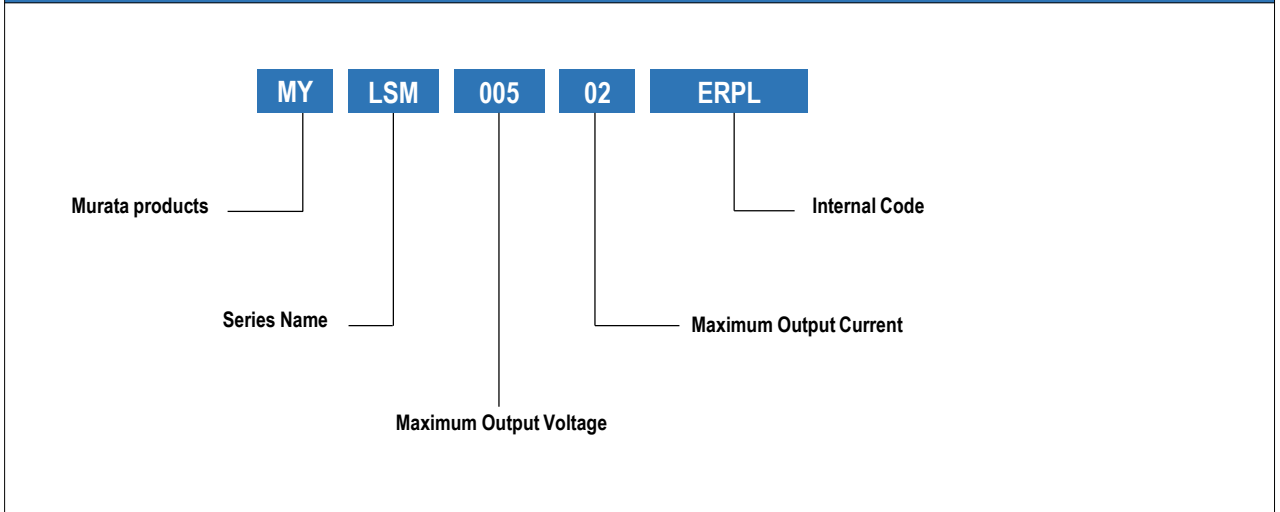 MY LSM 005 02 ERPL
Murata products
Internal Code
Series Name
Maximum Output Current
Maximum Output Voltage